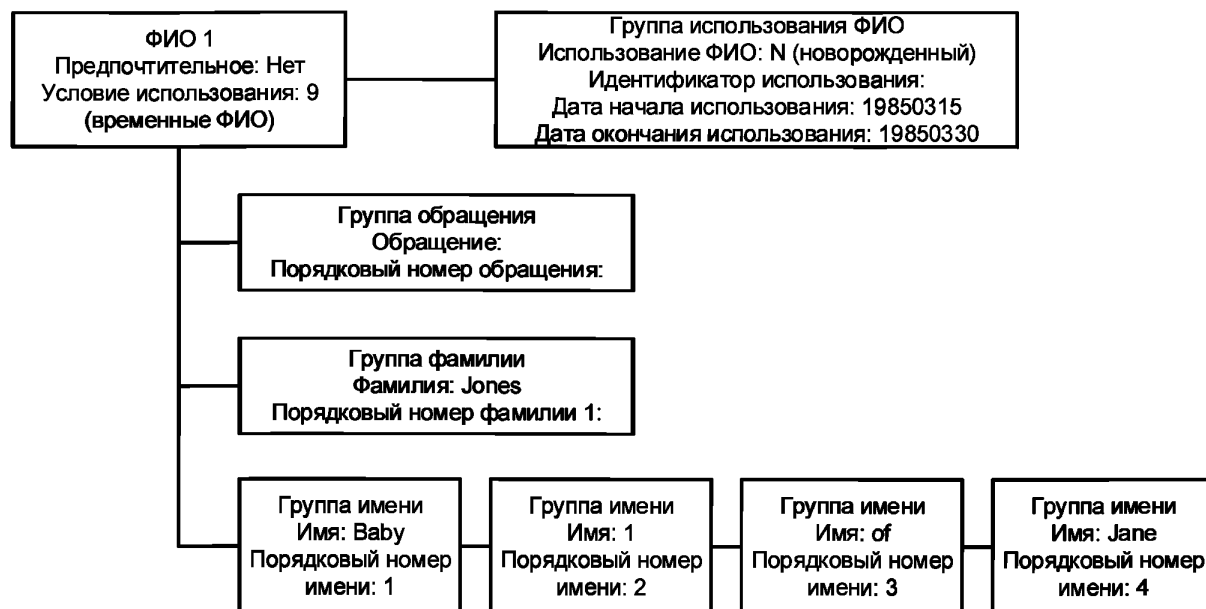 ФИО 1
Предпочтительное: Нет
Условие использования: 9
(временные ФИО)
Группа использования ФИО
Использование ФИО: N (новорожденный)
Идентификатор использования:
Дата начала использования: 19850315
Дата окончания использования: 19850330
Группа обращения
Обращение:
Порядковый номер обращения:
Группа фамилии
Фамилия: Jones
Порядковый номер фамилии 1:
Группа имени
Имя: Baby
Порядковый номер
имени: 1
Группа имени
Имя: 1
Порядковый номер
имени: 2
Группа имени
Имя: of
Порядковый номер
имени: 3
Группа имени
Имя: Jane
Порядковый номер
имени: 4